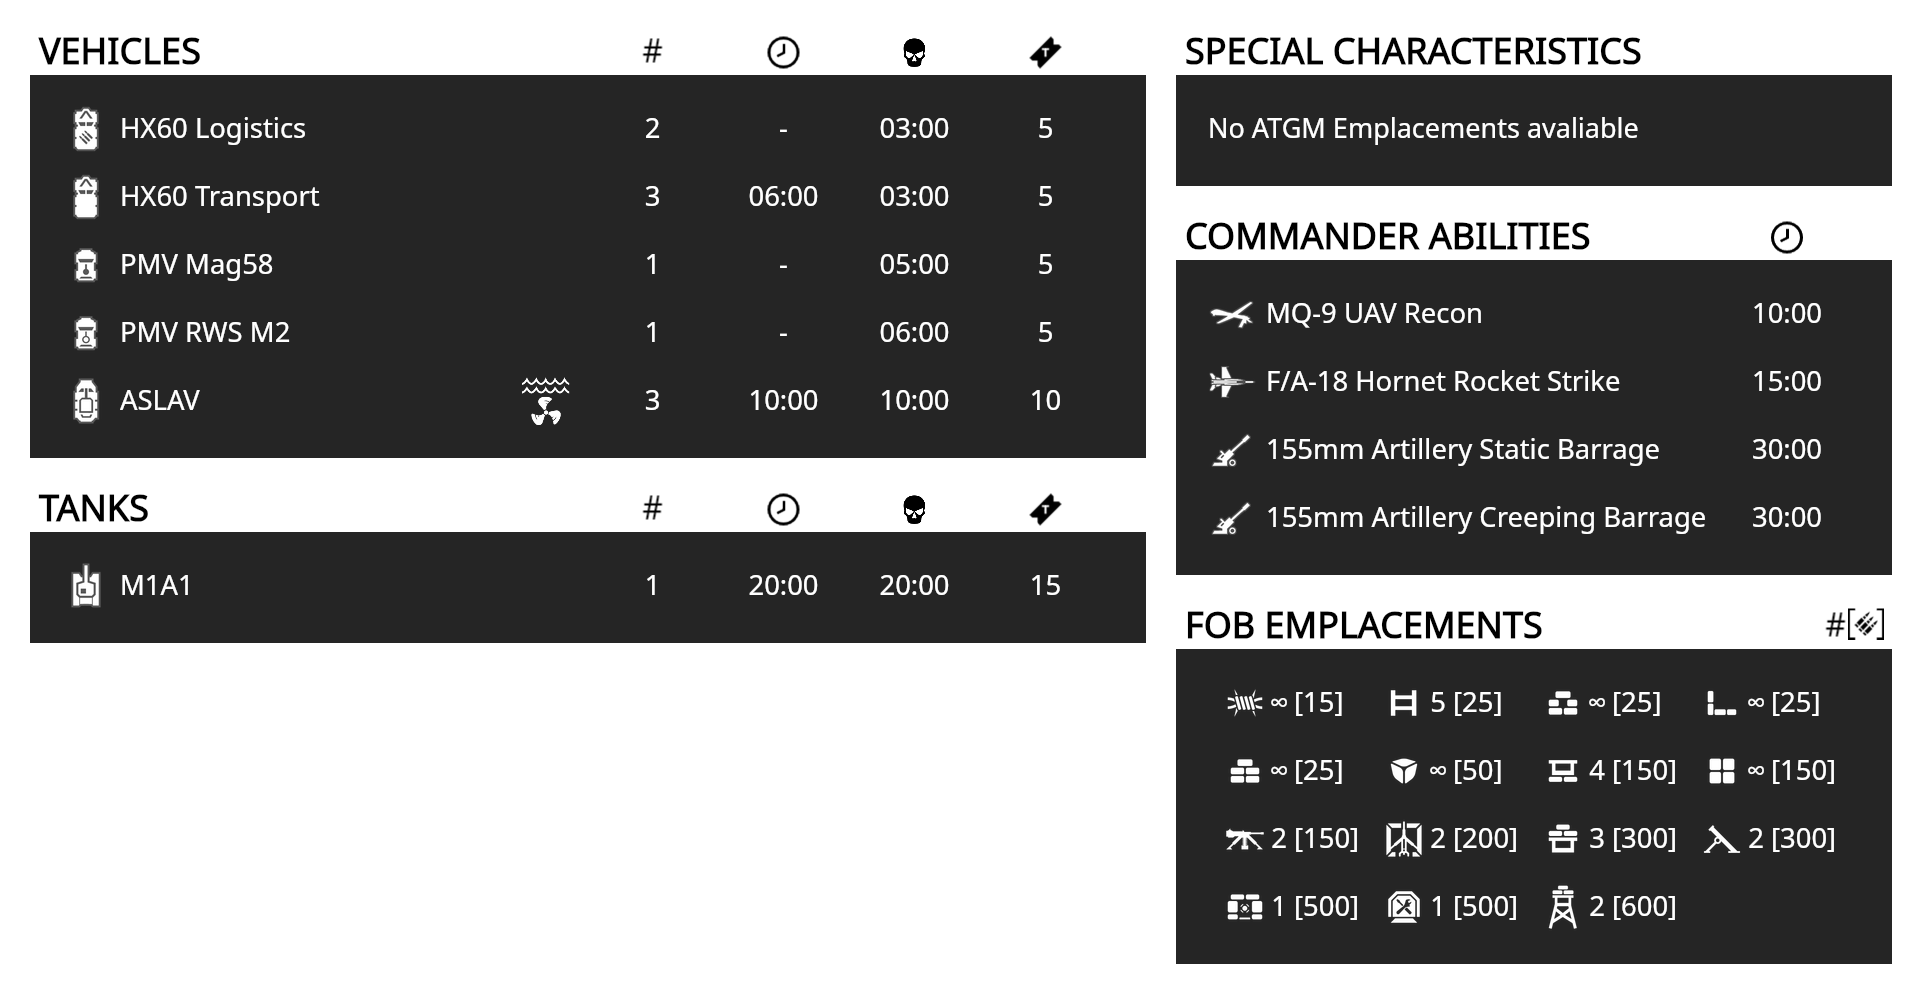 VEHICLES #
HX60 Logistics 2 - 03:00 5
HX60 Transport 3 06:00 03:00 5
PMV Mag58 1 - 05:00 5
PMV RWS M2 1 - 06:00 5
ASLAV 3 10:00 10:00 10
TANKS #
M1A1 1 20:00 20:00 15
SPECIAL CHARACTERISTICS
No ATGM Emplacements avaliable
COMMANDER ABILITIES
MQ-9 UAV Recon 10:00
F/A-18 Hornet Rocket Strike 15:00
155mm Artillery Static Barrage 30:00
155mm Artillery Creeping Barrage 30:00
FOB EMPLACEMENTS #[]
∞ [15] 5 [25] ∞ [25] ∞ [25]
∞ [25] ∞ [50] 4 [150] ∞ [150]
2 [150] 2 [200] 3 [300] 2 [300]
1 [500] 1 [500] 2 [600]